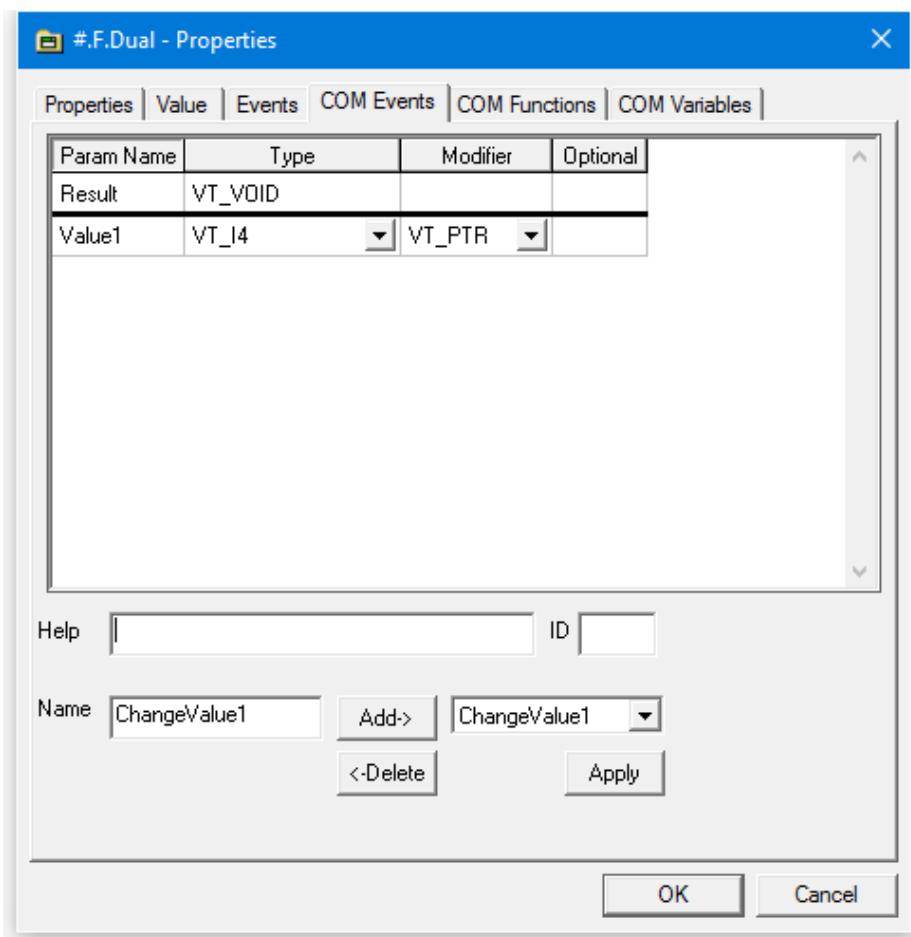 #.F.Dual - Properties
Properties Value Events COM Events COM Functions COM Variables
Param Name Type Modifier Optional
Result VT_VOID
Value1 VT_I4 VT_PTR
Help ID
Name ChangeValue1 Add-> ChangeValue1
<-Delete Apply
OK Cancel